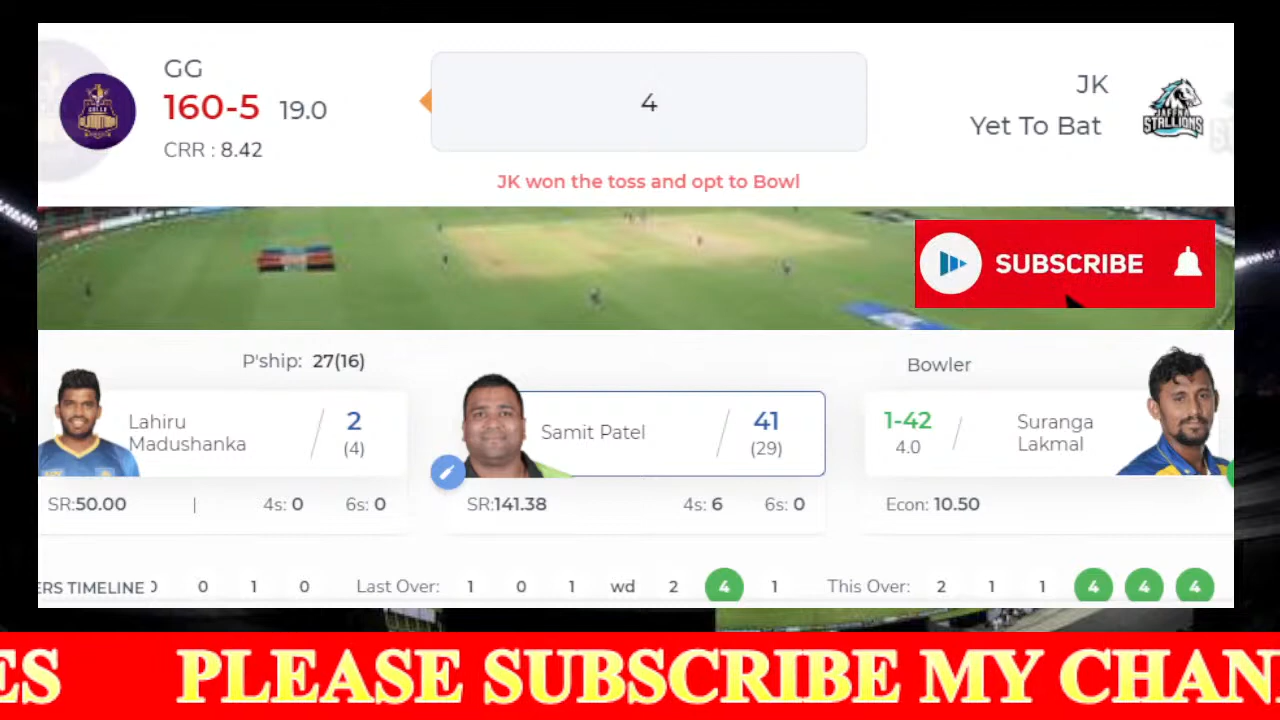 GG
160-5 19.0
CRR : 8.42
4
JK
Yet To Bat
JAFFNA
STALLIONS
JK won the toss and opt to Bowl
SUBSCRIBE
P'ship: 27(16)
Lahiru
Madushanka
2
(4)
SR:50.00 | 4s: 0 6s: 0
Samit Patel
41
(29)
SR:141.38 4s: 6 6s: 0
Bowler
1-42
4.0
Suranga
Lakmal
Econ: 10.50
ERS TIMELINE 0 1 0 Last Over: 1 0 1 wd 2 4 1 This Over: 2 1 1 4 4 4
ES PLEASE SUBSCRIBE MY CHAN